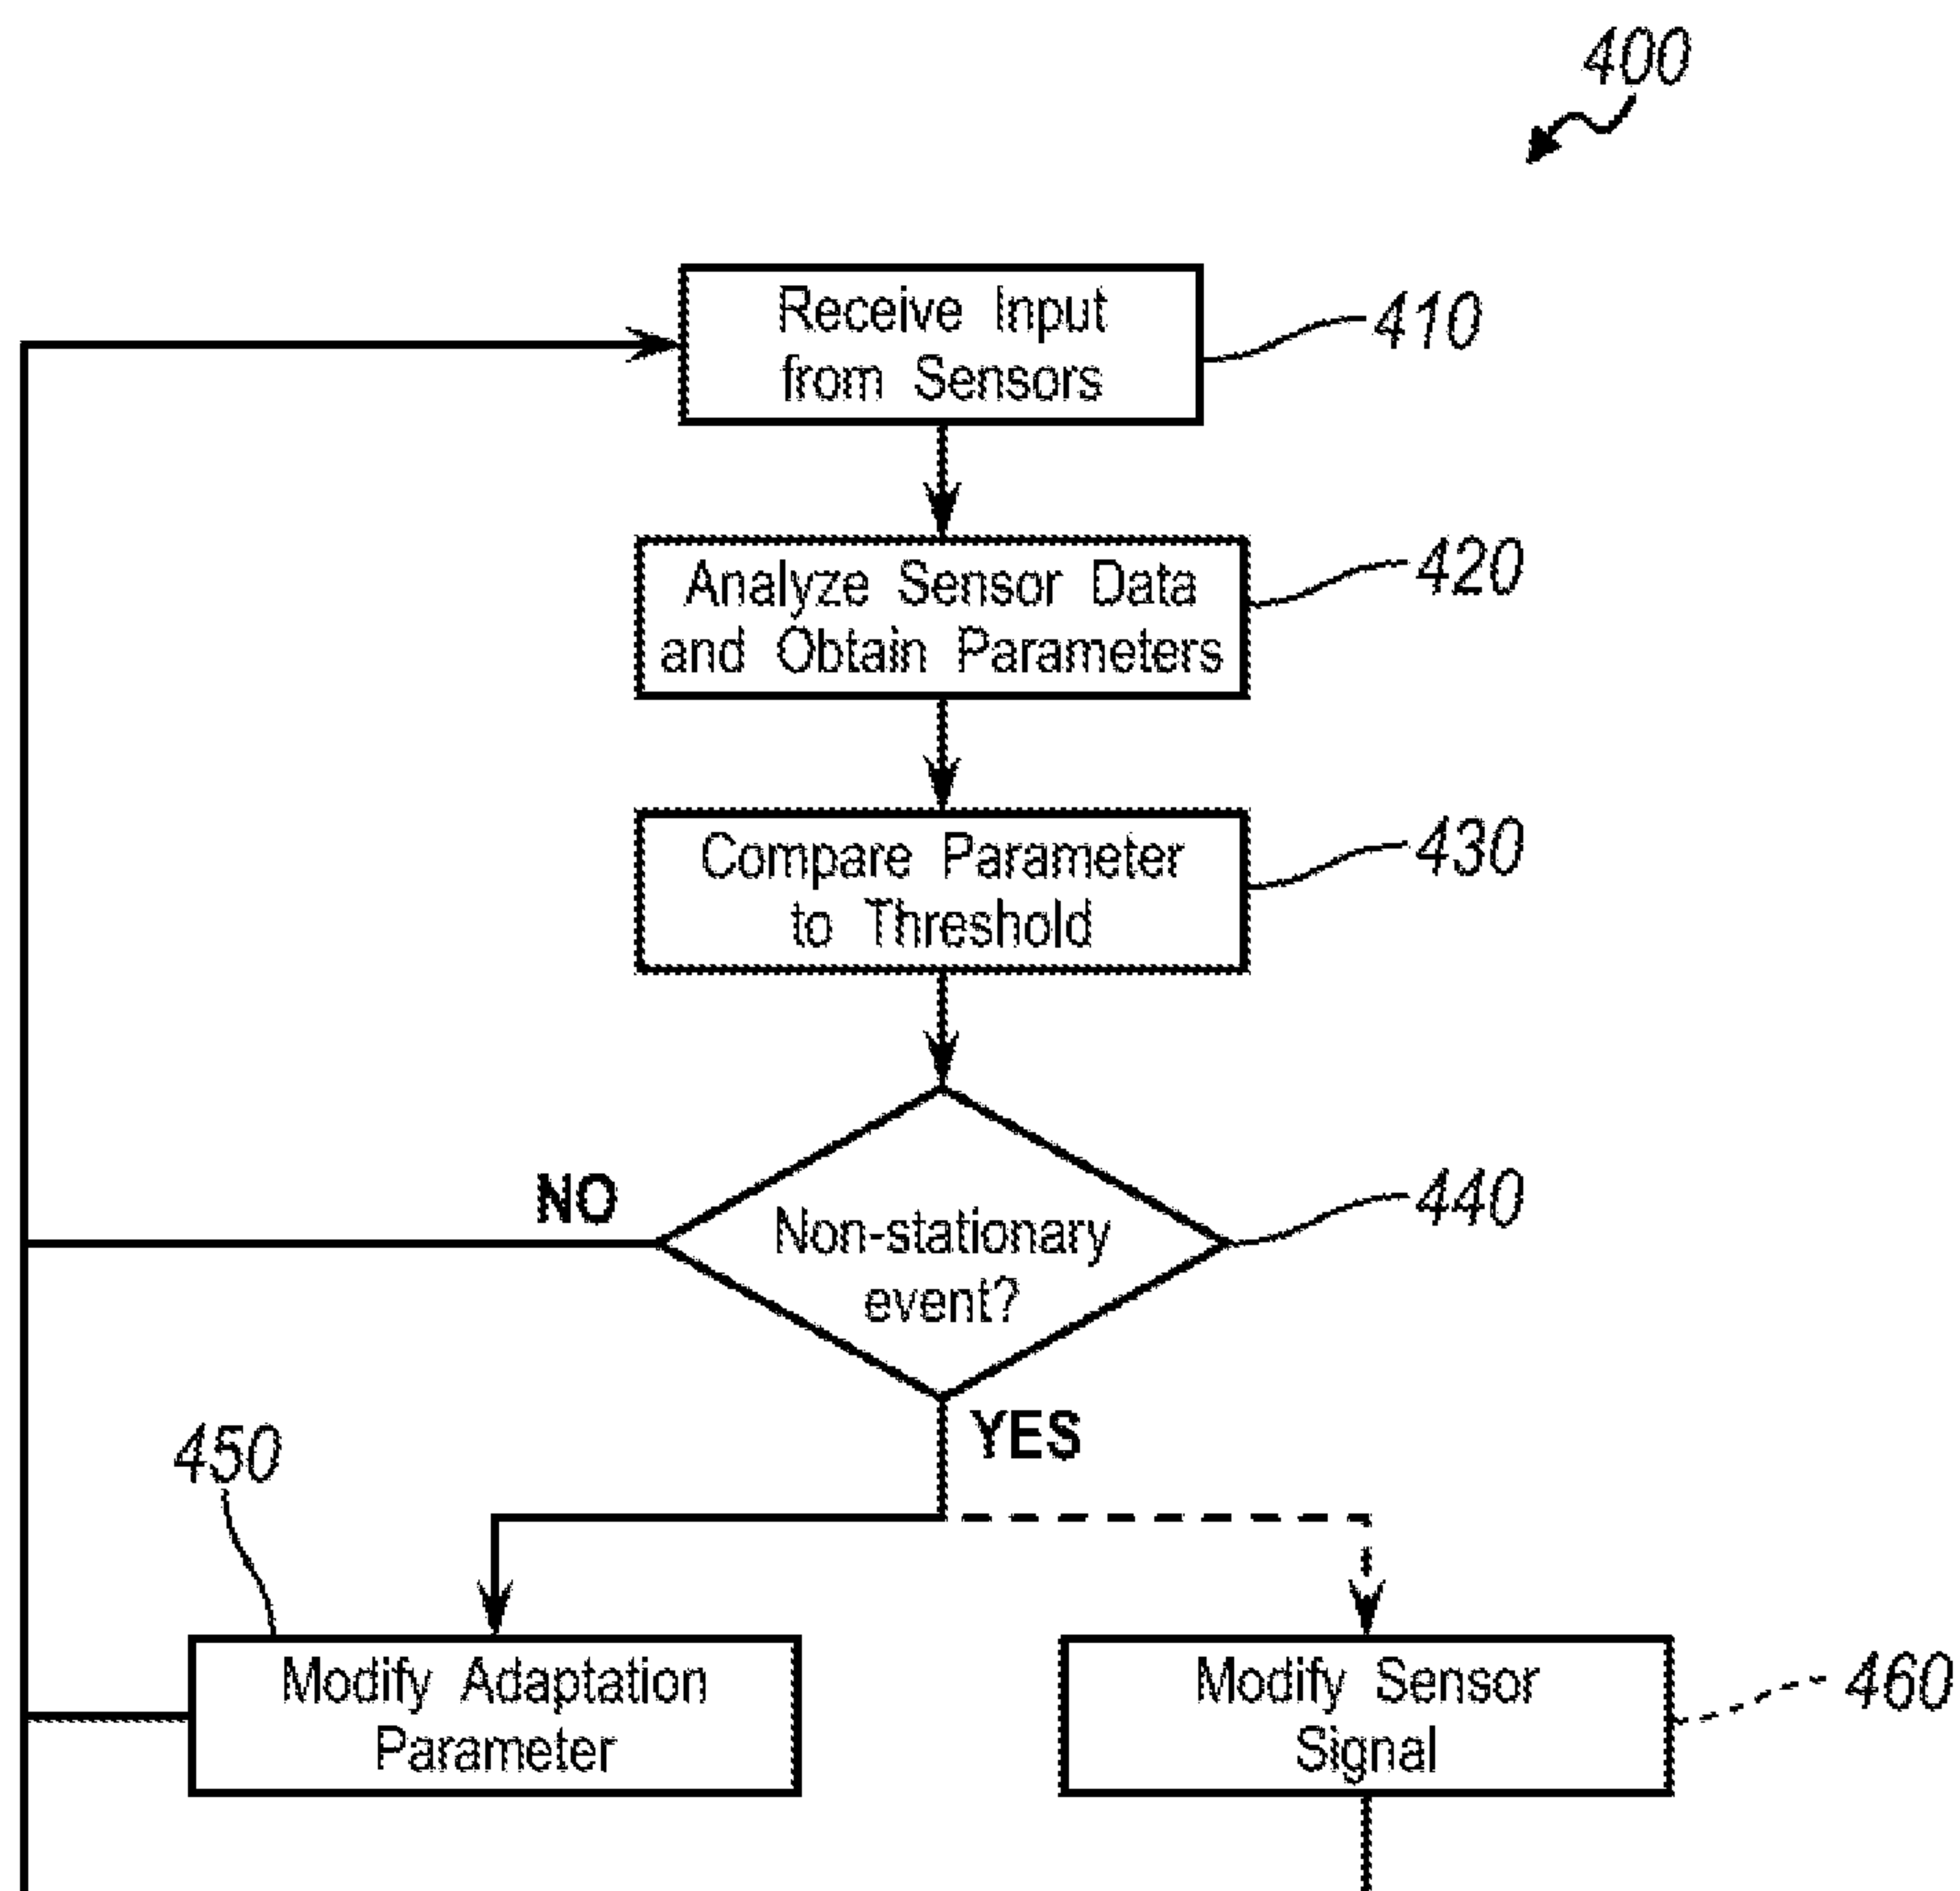 400
Receive Input
from Sensors
410
Analyze Sensor Data
and Obtain Parameters
420
Compare Parameter
to Threshold
430
NO
Non-stationary
event?
440
YES
450
Modify Adaptation
Parameter
Modify Sensor
Signal
460